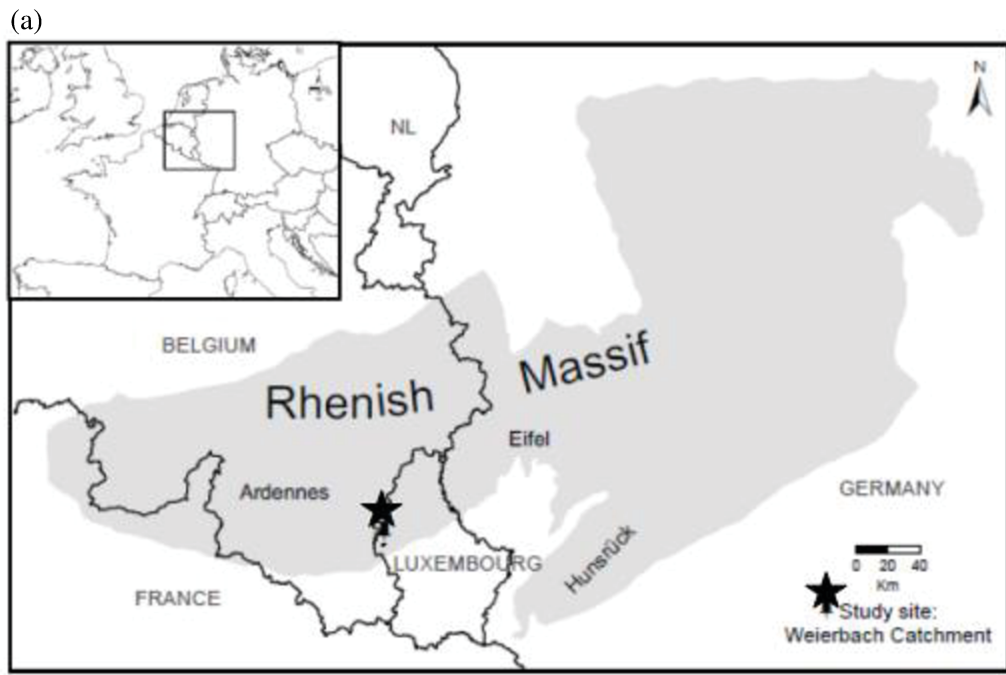 (a)
N
NL
BELGIUM
Rhenish Massif
Eifel
Ardennes
GERMANY
LUXEMBOURG
Hunsrück
FRANCE
0 20 40
Km
Study site:
Weierbach Catchment